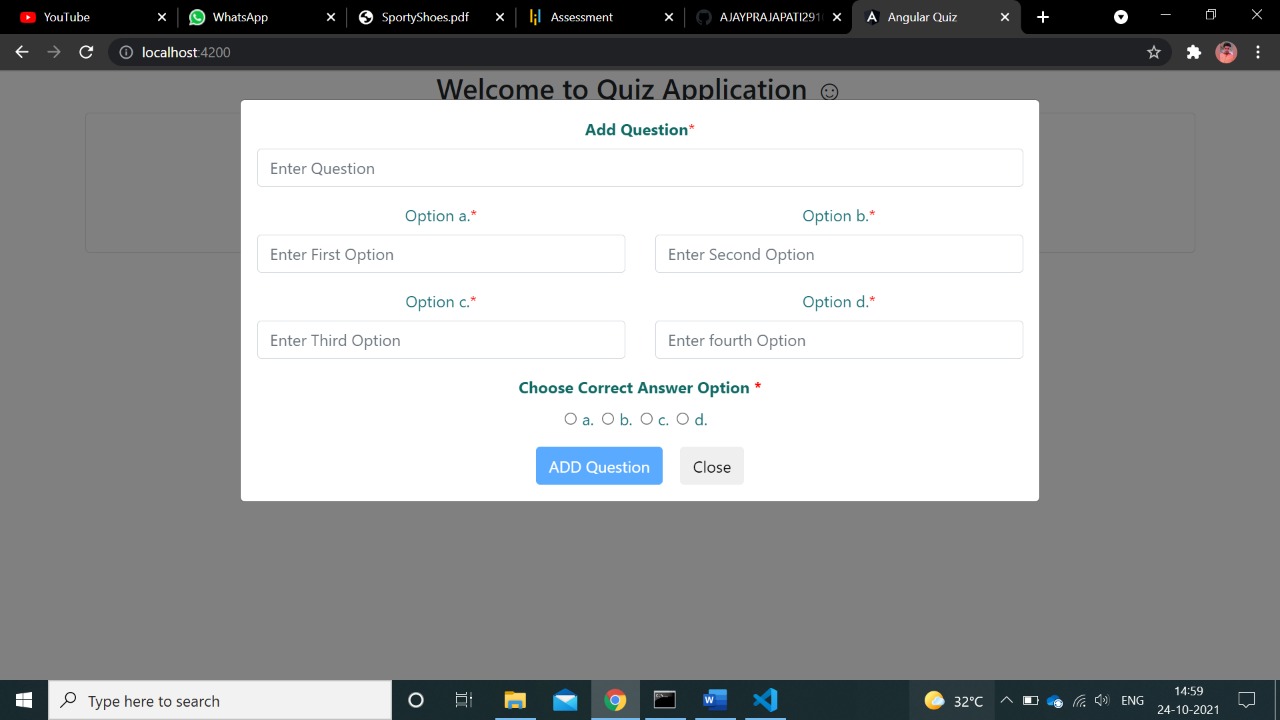 YouTube
WhatsApp
SportyShoes.pdf
Assessment
AJAYPRAJAPATI291
Angular Quiz
localhost:4200
Welcome to Quiz Application ☺
Add Question*
Enter Question
Option a.* Option b.*
Enter First Option Enter Second Option
Option c.* Option d.*
Enter Third Option Enter fourth Option
Choose Correct Answer Option *
a. b. c. d.
ADD Question Close
Type here to search
32°C
ENG
14:59
24-10-2021